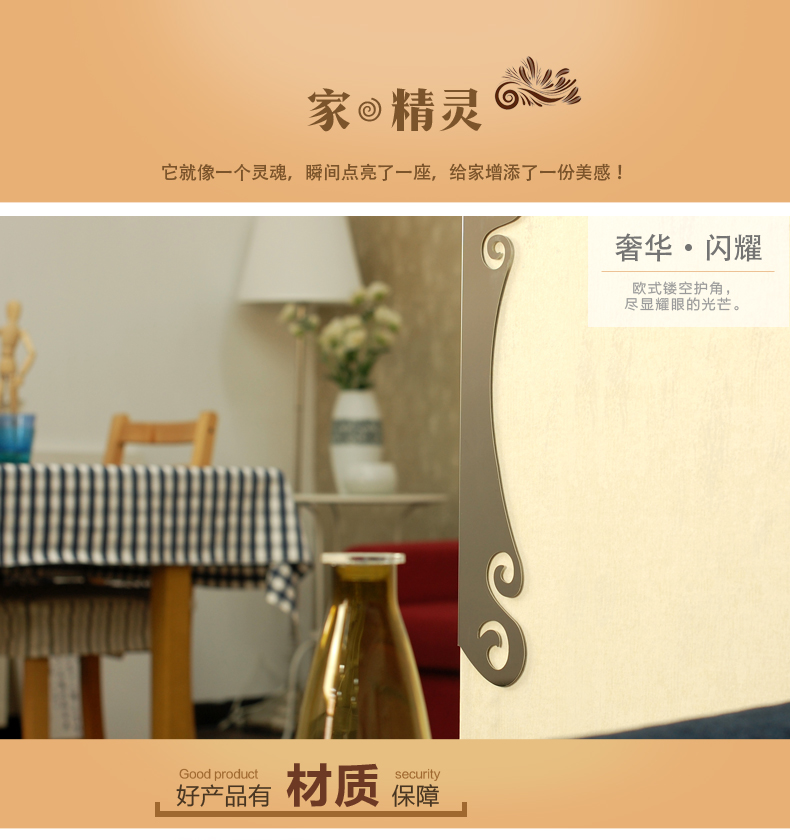 家精灵
它就像一个灵魂，瞬间点亮了一座，给家增添了一份美感！
奢华·闪耀
欧式镂空护角，
尽显耀眼的光芒。
Good product 材质 security
好产品有 保障